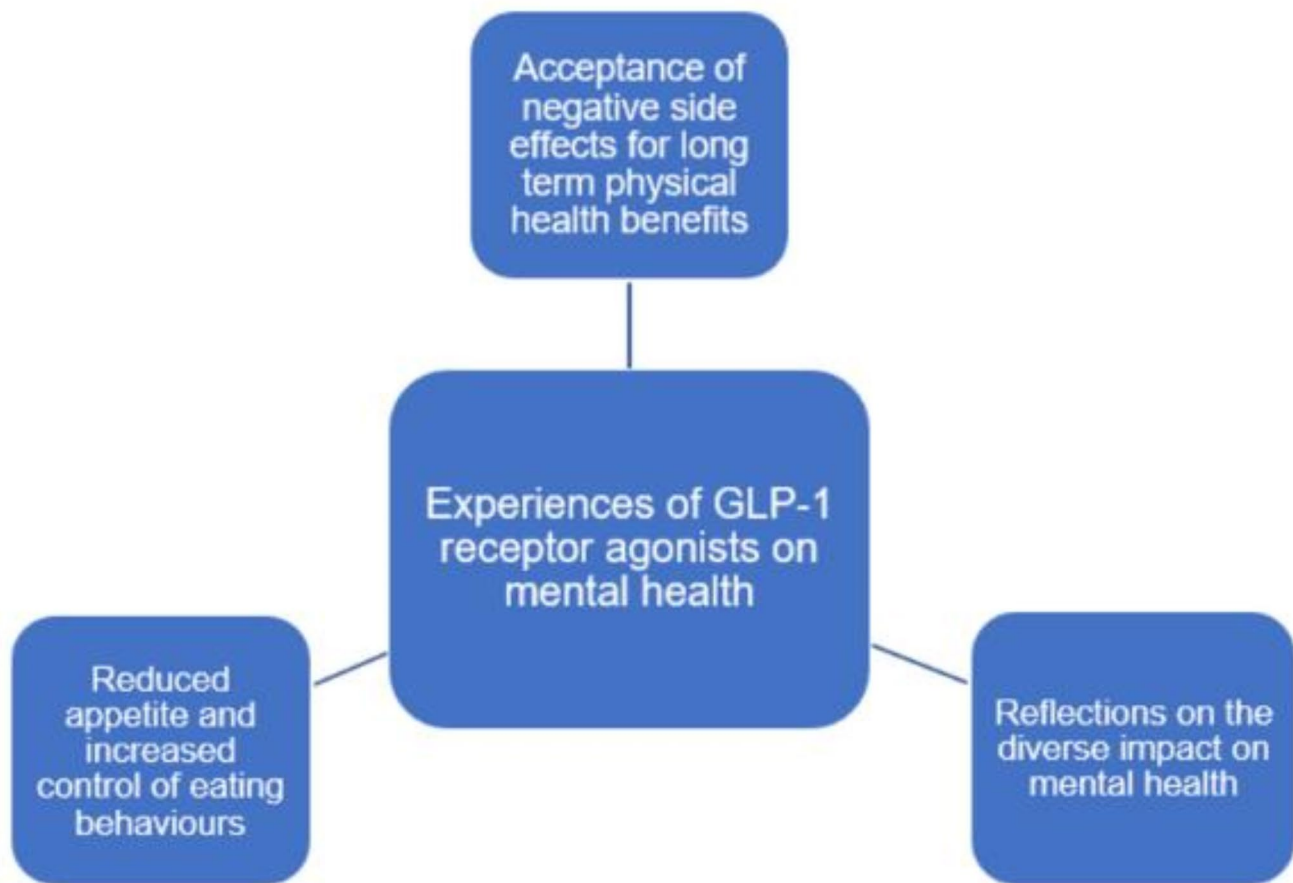 Acceptance of
negative side
effects for long
term physical
health benefits
Experiences of GLP-1
receptor agonists on
mental health
Reduced
appetite and
increased
control of eating
behaviours
Reflections on the
diverse impact on
mental health